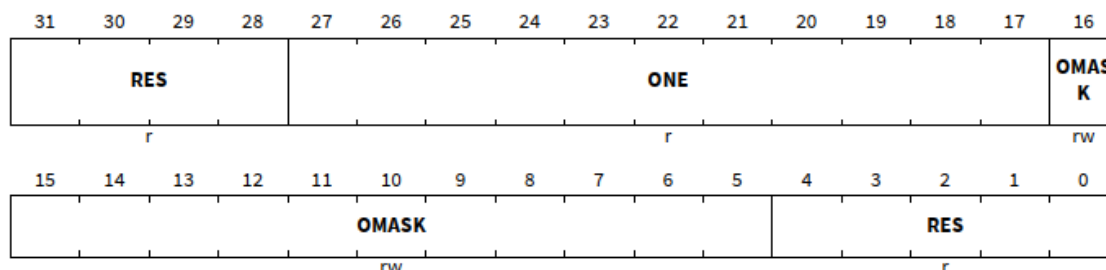 31 30 29 28 27 26 25 24 23 22 21 20 19 18 17 16
RES ONE OMAS
K
r r rw
15 14 13 12 11 10 9 8 7 6 5 4 3 2 1 0
OMASK RES
rw r